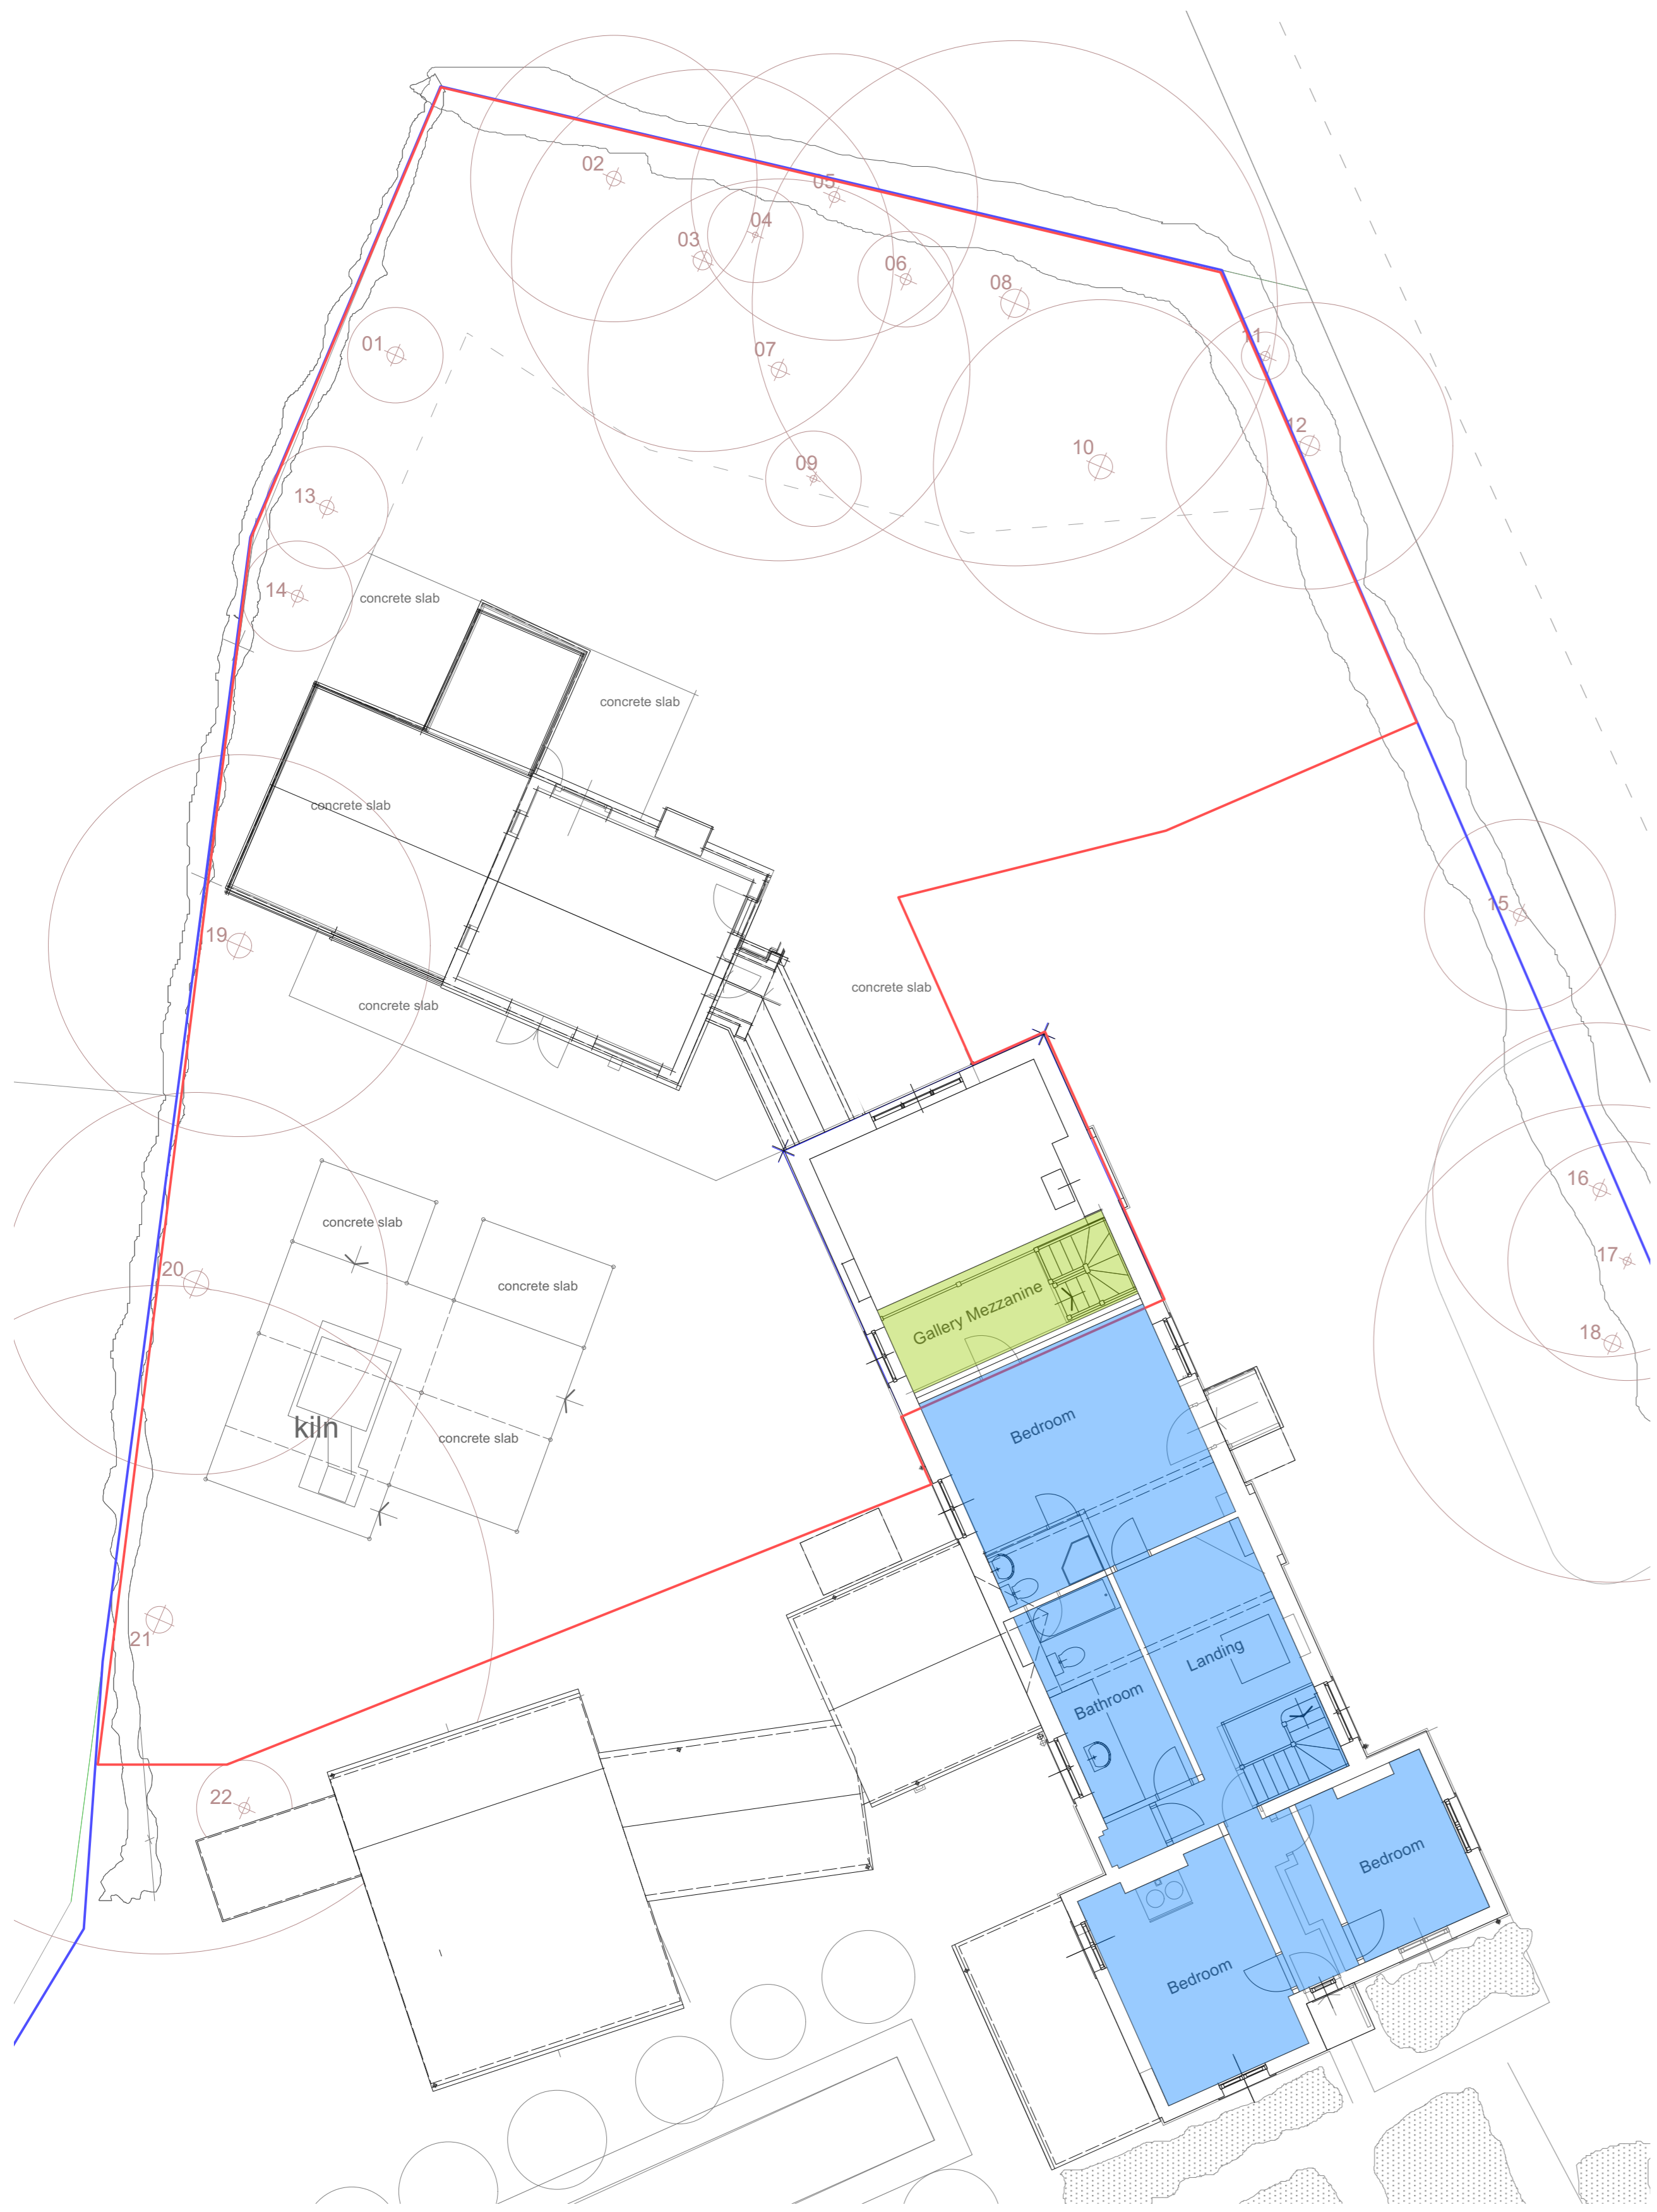 02
05
04
03
06
08
01
11
07
12
10
09
13
14
concrete slab
concrete slab
concrete slab
15
19
concrete slab
concrete slab
16
concrete slab
17
20
concrete slab
Gallery Mezzanine
18
kiln
Bedroom
concrete slab
21
Landing
Bathroom
22
Bedroom
Bedroom